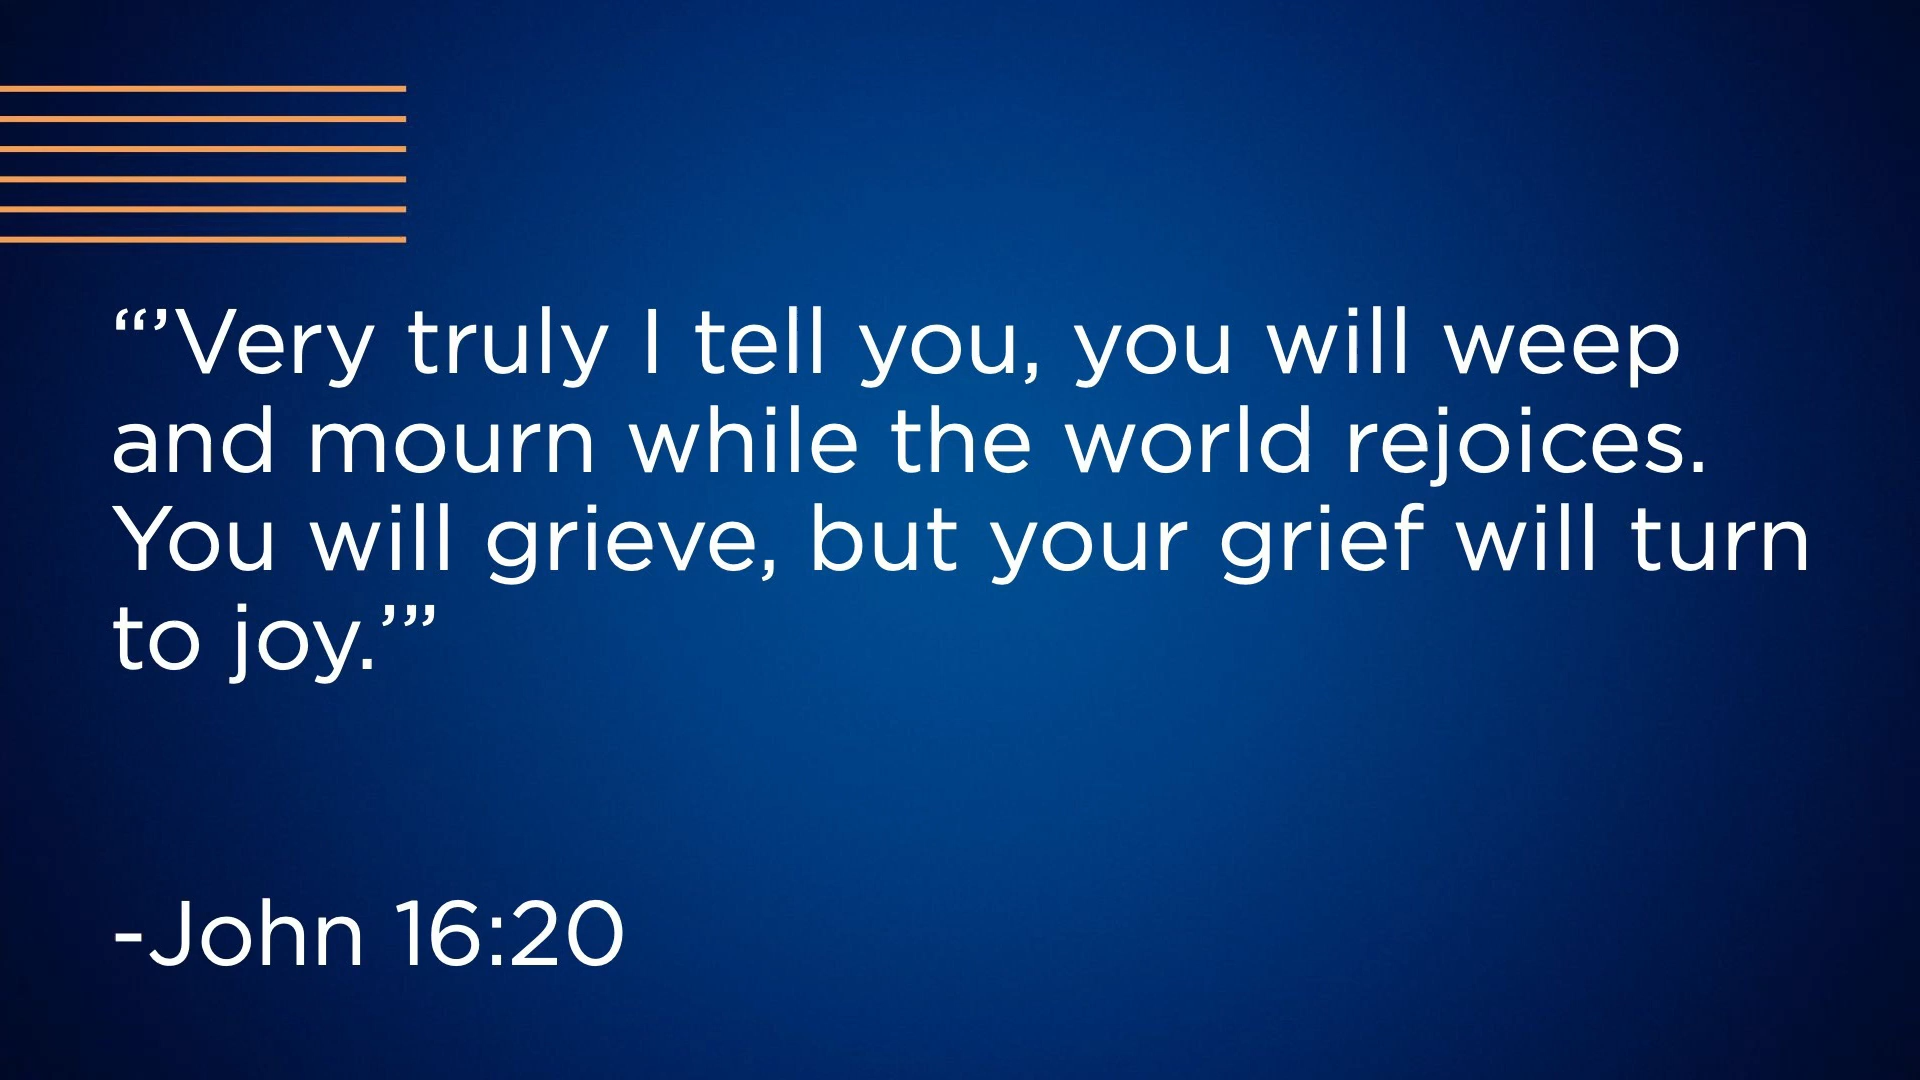 “’Very truly I tell you, you will weep
and mourn while the world rejoices.
You will grieve, but your grief will turn
to joy.’”
-John 16:20